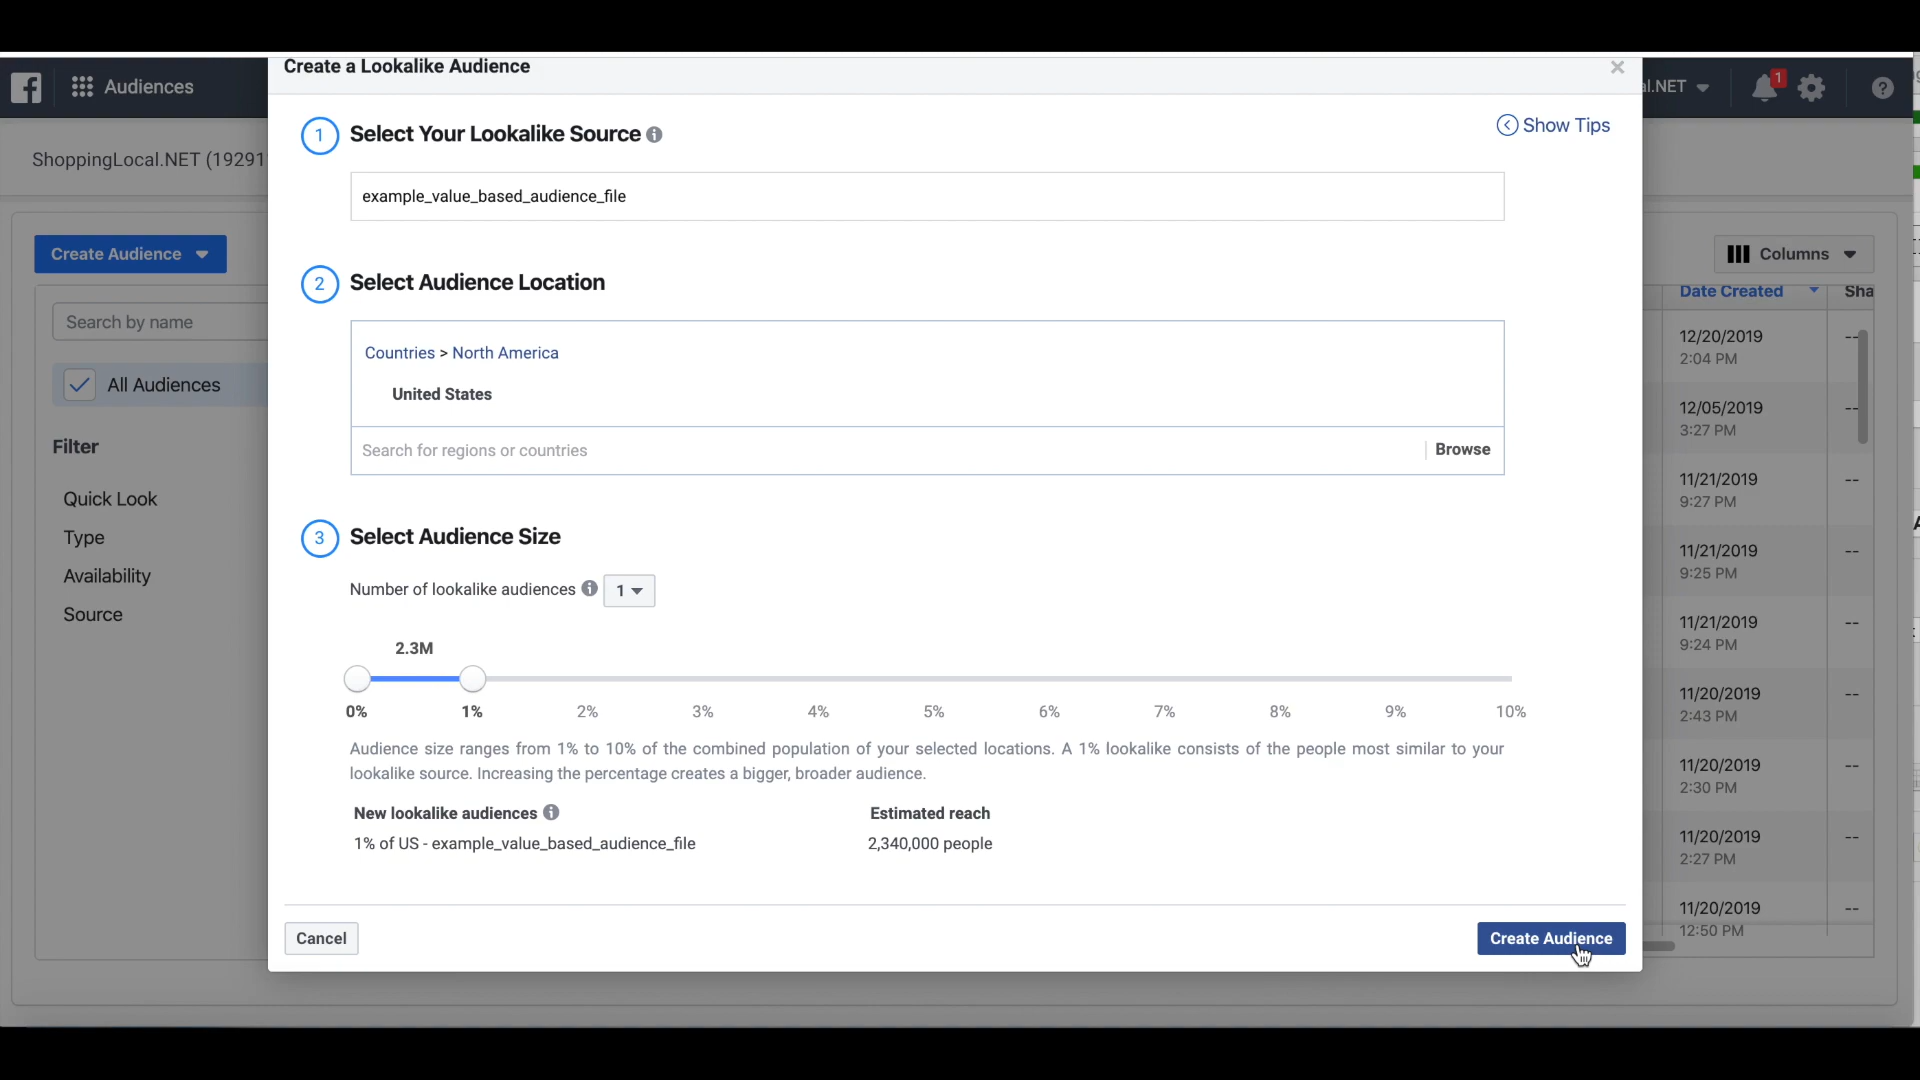 Create a Lookalike Audience
Audiences
1
ShoppingLocal.NET (19291
Create Audience
Search by name
All Audiences
Filter
Quick Look
Type
Availability
Source
1 Select Your Lookalike Source
Show Tips
example_value_based_audience_file
2 Select Audience Location
Countries > North America
United States
Search for regions or countries
Browse
3 Select Audience Size
Number of lookalike audiences 1
2.3M
0% 1% 2% 3% 4% 5% 6% 7% 8% 9% 10%
Audience size ranges from 1% to 10% of the combined population of your selected locations. A 1% lookalike consists of the people most similar to your
lookalike source. Increasing the percentage creates a bigger, broader audience.
New lookalike audiences Estimated reach
1% of US - example_value_based_audience_file 2,340,000 people
Cancel
Create Audience
al.NET
Columns
Date Created Sha
12/20/2019 --
2:04 PM
12/05/2019 --
3:27 PM
11/21/2019 --
9:27 PM
11/21/2019 --
9:25 PM
11/21/2019 --
9:24 PM
11/20/2019 --
2:43 PM
11/20/2019 --
2:30 PM
11/20/2019 --
2:27 PM
11/20/2019 --
12:50 PM